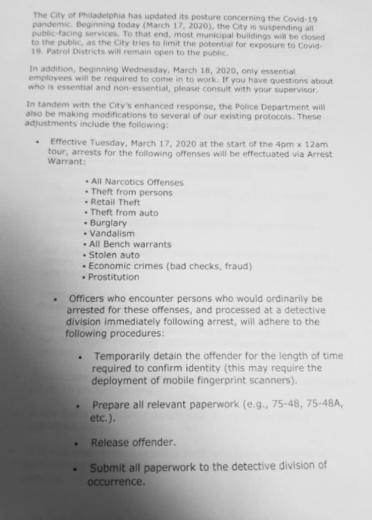 The City of Philadelphia has updated its posture concerning the Covid-19
pandemic. Beginning today (March 17, 2020), the City is suspending all
public-facing services. To that end, most municipal buildings will be closed
to the public, as the City tries to limit the potential for exposure to Covid-
19. Patrol Districts will remain open to the public.
In addition, beginning Wednesday, March 18, 2020, only essential
employees will be required to come in to work. If you have questions about
who is essential and non-essential, please consult with your supervisor.
In tandem with the City's enhanced response, the Police Department will
also be making modifications to several of our existing protocols. These
adjustments include the following:
• Effective Tuesday, March 17, 2020 at the start of the 4pm x 12am
tour, arrests for the following offenses will be effectuated via Arrest
Warrant:
• All Narcotics Offenses
• Theft from persons
• Retail Theft
• Theft from auto
• Burglary
• Vandalism
• All Bench warrants
• Stolen auto
• Economic crimes (bad checks, fraud)
• Prostitution
• Officers who encounter persons who would ordinarily be
arrested for these offenses, and processed at a detective
division immediately following arrest, will adhere to the
following procedures:
• Temporarily detain the offender for the length of time
required to confirm identity (this may require the
deployment of mobile fingerprint scanners).
• Prepare all relevant paperwork (e.g., 75-48, 75-48A,
etc.).
• Release offender.
• Submit all paperwork to the detective division of
occurrence.